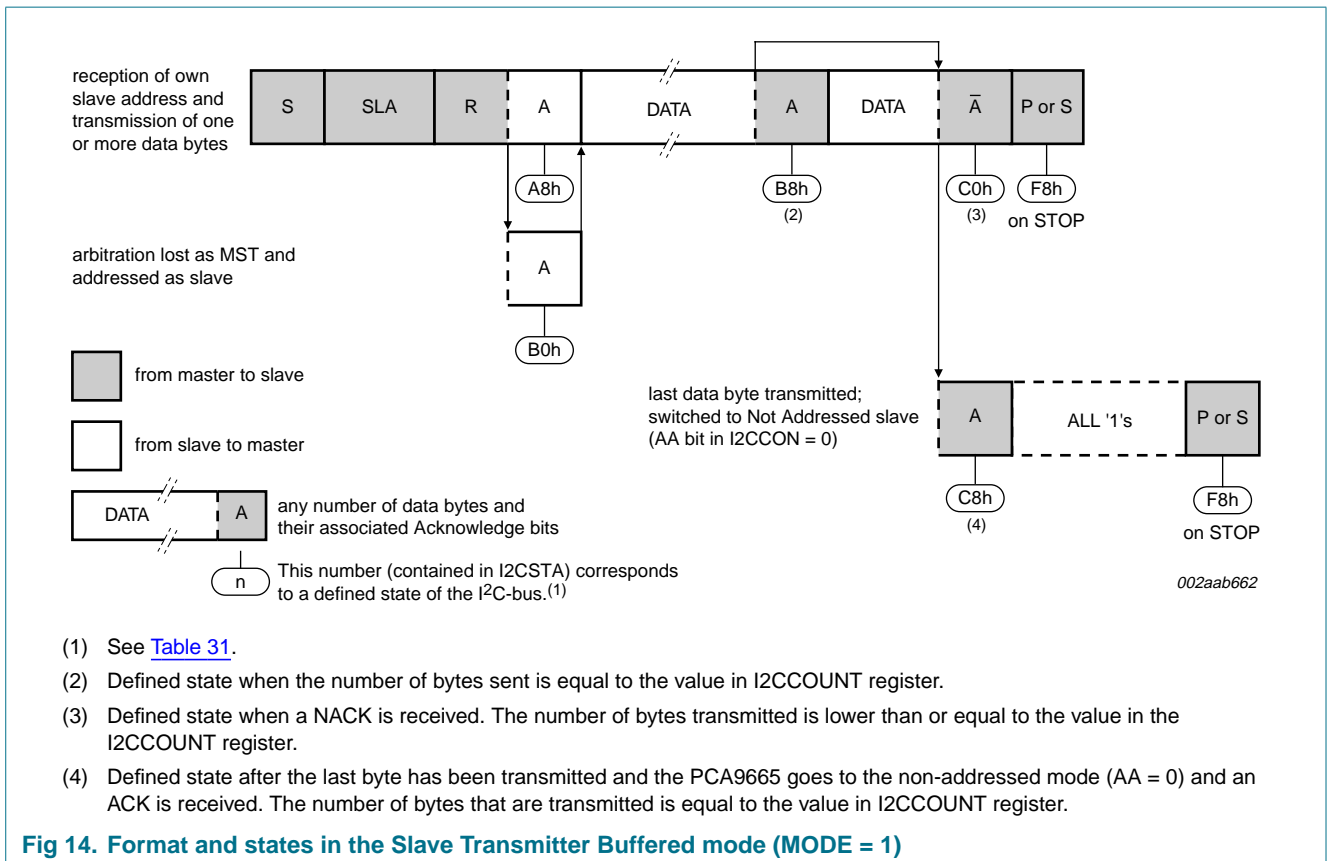 reception of own
slave address and
transmission of one
or more data bytes
S
SLA
R
A
DATA
A
DATA
A̅
P or S
A8h
B8h
(2)
C0h
(3)
F8h
on STOP
arbitration lost as MST and
addressed as slave
A
B0h
from master to slave
from slave to master
last data byte transmitted;
switched to Not Addressed slave
(AA bit in I2CCON = 0)
A
ALL '1's
P or S
C8h
(4)
F8h
on STOP
DATA
A
any number of data bytes and
their associated Acknowledge bits
n
This number (contained in I2CSTA) corresponds
to a defined state of the I²C-bus.(1)
002aab662
(1) See Table 31.
(2) Defined state when the number of bytes sent is equal to the value in I2CCOUNT register.
(3) Defined state when a NACK is received. The number of bytes transmitted is lower than or equal to the value in the
I2CCOUNT register.
(4) Defined state after the last byte has been transmitted and the PCA9665 goes to the non-addressed mode (AA = 0) and an
ACK is received. The number of bytes that are transmitted is equal to the value in I2CCOUNT register.
Fig 14. Format and states in the Slave Transmitter Buffered mode (MODE = 1)